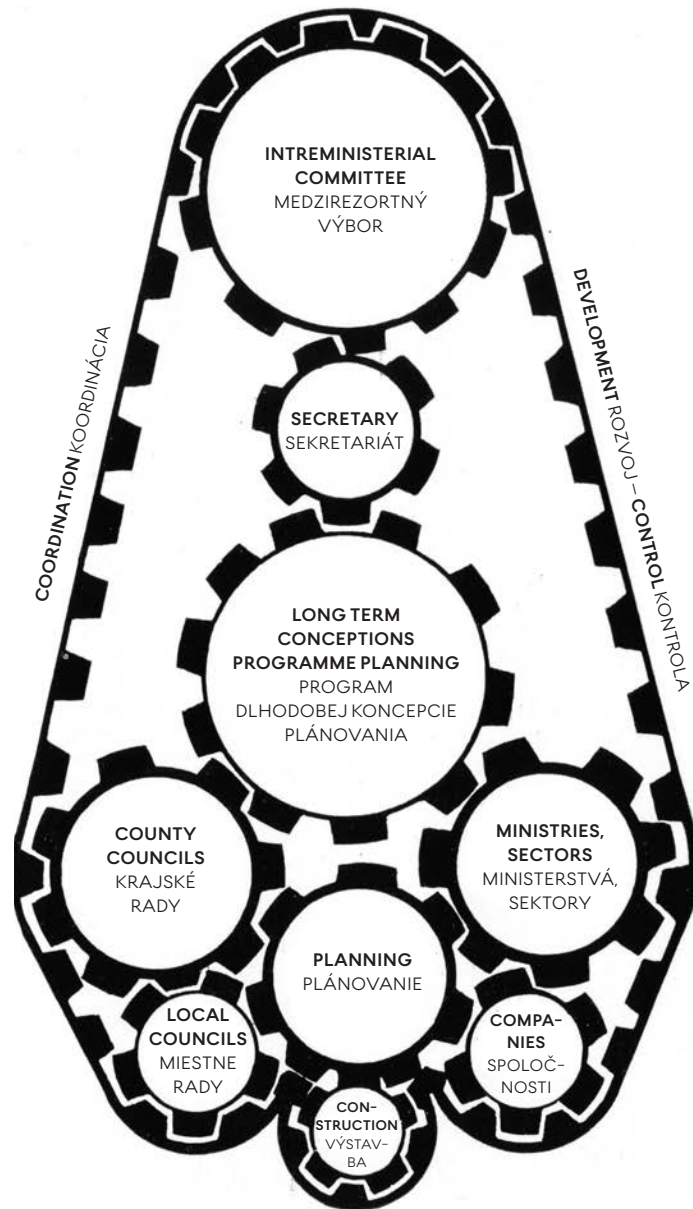 INTREMINISTERIAL
COMMITTEE
MEDZIREZORTNÝ
VÝBOR
COORDINATION KOORDINÁCIA
DEVELOPMENT ROZVOJ – CONTROL KONTROLA
SECRETARY
SEKRETARIÁT
LONG TERM
CONCEPTIONS
PROGRAMME PLANNING
PROGRAM
DLHODOBEJ KONCEPCIE
PLÁNOVANIA
COUNTY
COUNCILS
KRAJSKÉ
RADY
MINISTRIES,
SECTORS
MINISTERSTVÁ,
SEKTORY
PLANNING
PLÁNOVANIE
LOCAL
COUNCILS
MIESTNE
RADY
COMPA-
NIES
SPOLOČ-
NOSTI
CON-
STRUCTION
VÝSTAV-
BA